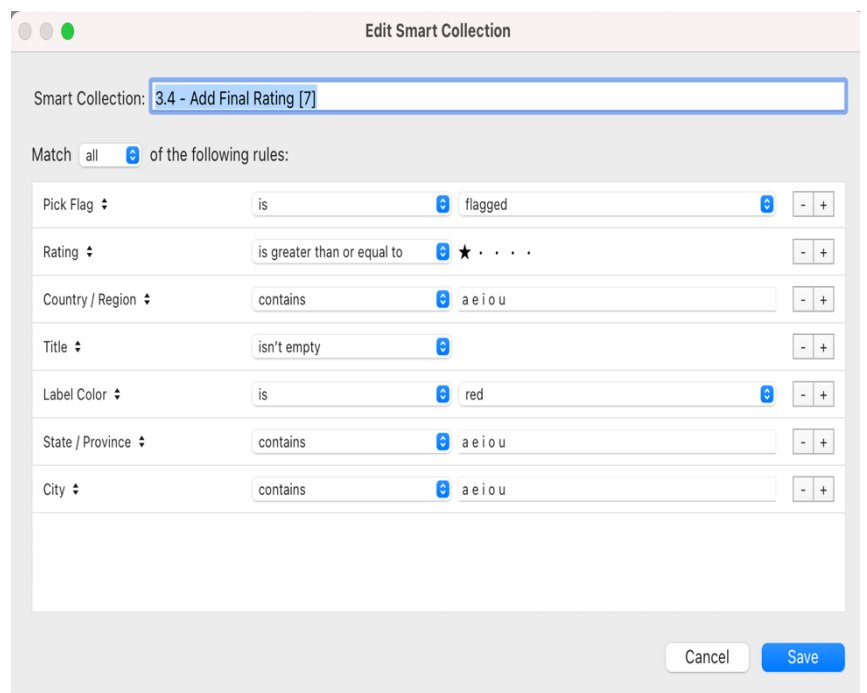 Edit Smart Collection
Smart Collection: 3.4 - Add Final Rating [7]
Match all of the following rules:
Pick Flag is flagged - +
Rating is greater than or equal to ★ · · · · - +
Country / Region contains a e i o u - +
Title isn't empty - +
Label Color is red - +
State / Province contains a e i o u - +
City contains a e i o u - +
Cancel Save